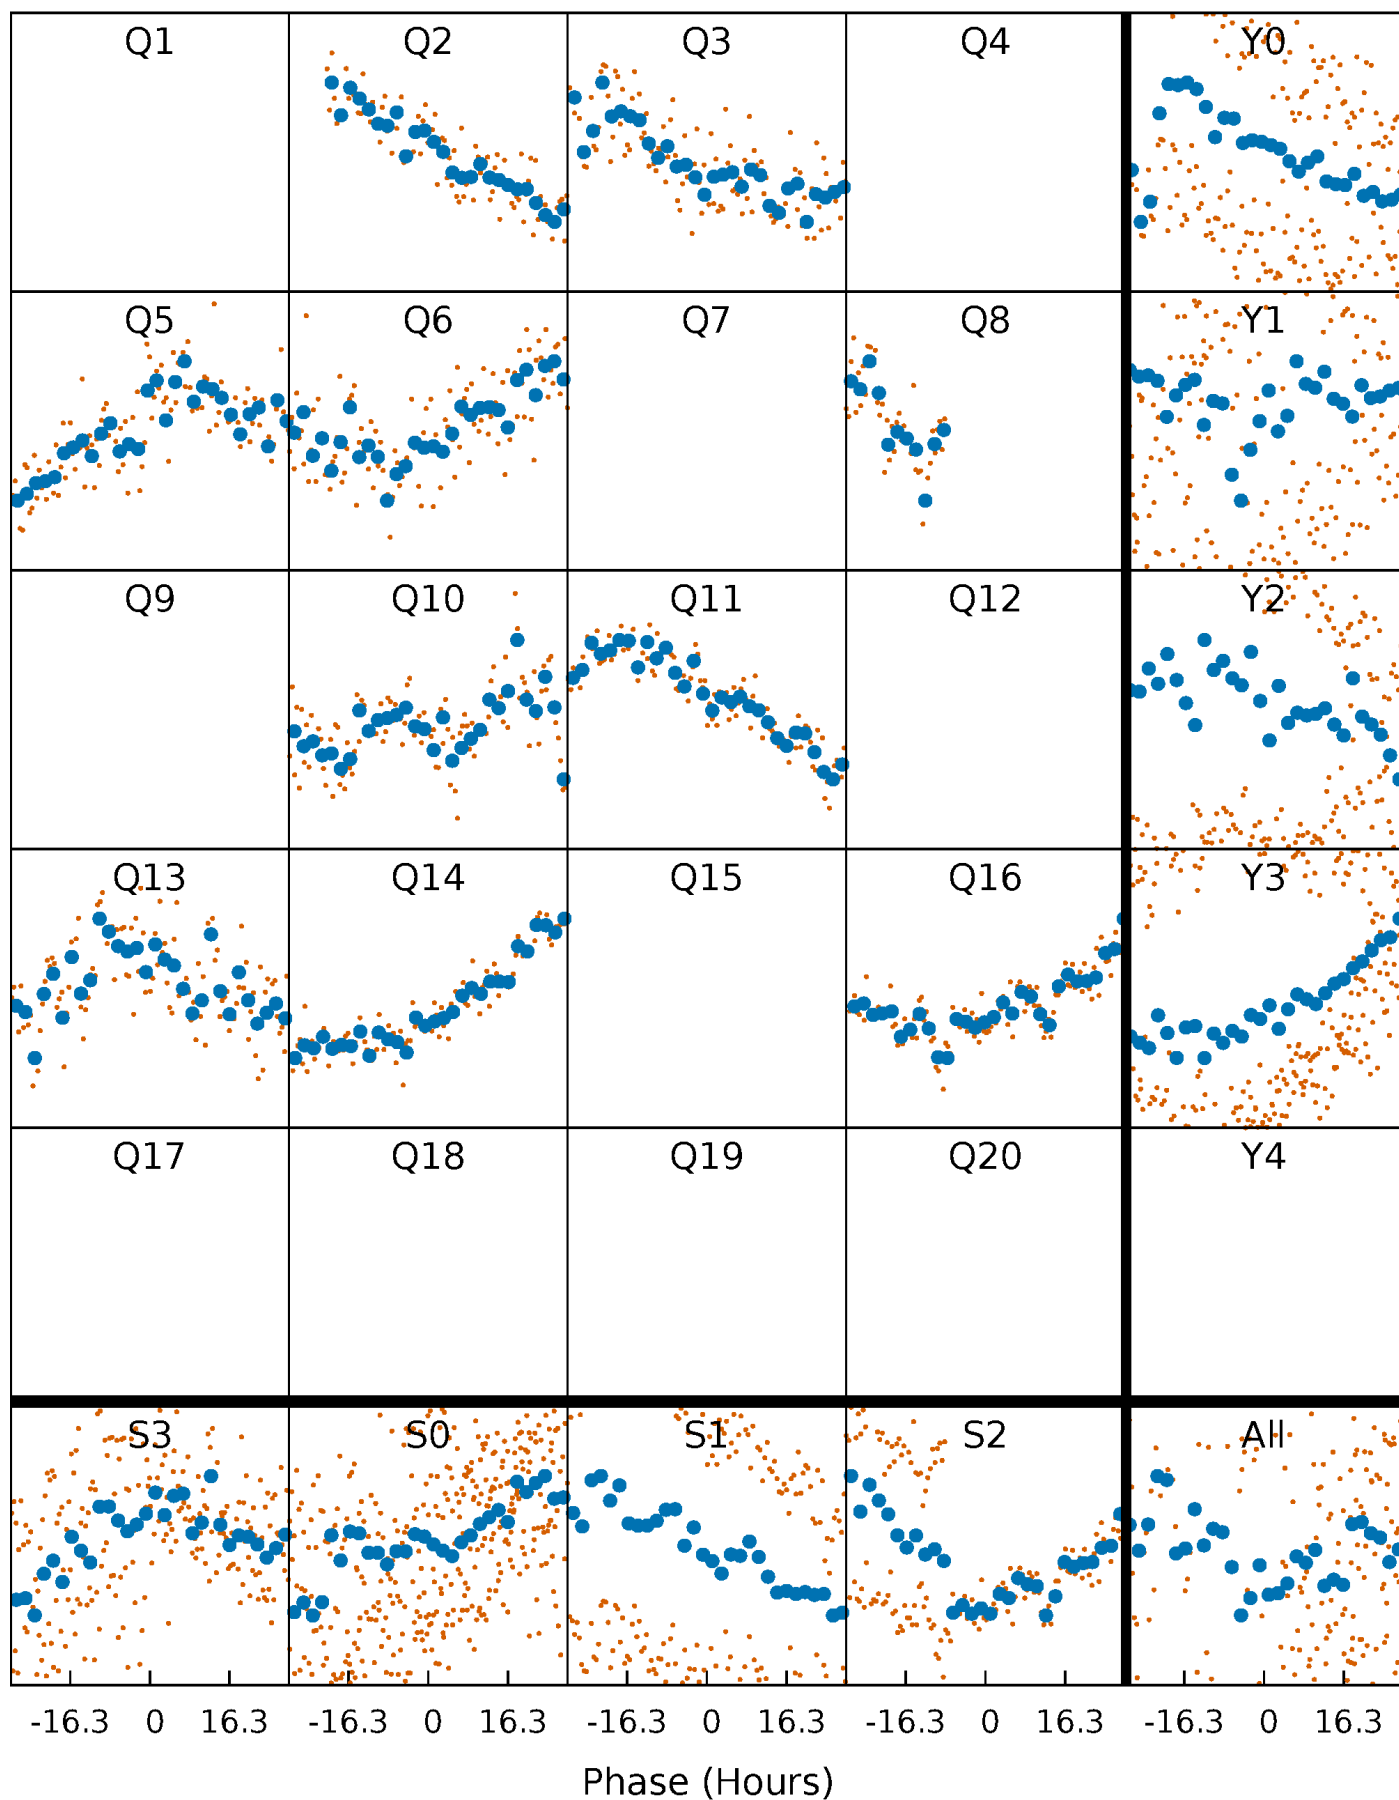 Q1 Q2 Q3 Q4 Y0
Q5 Q6 Q7 Q8 Y1
Q9 Q10 Q11 Q12 Y2
Q13 Q14 Q15 Q16 Y3
Q17 Q18 Q19 Q20 Y4
S3 S0 S1 S2 All
-16.3 0 16.3 -16.3 0 16.3 -16.3 0 16.3 -16.3 0 16.3 -16.3 0 16.3
Phase (Hours)